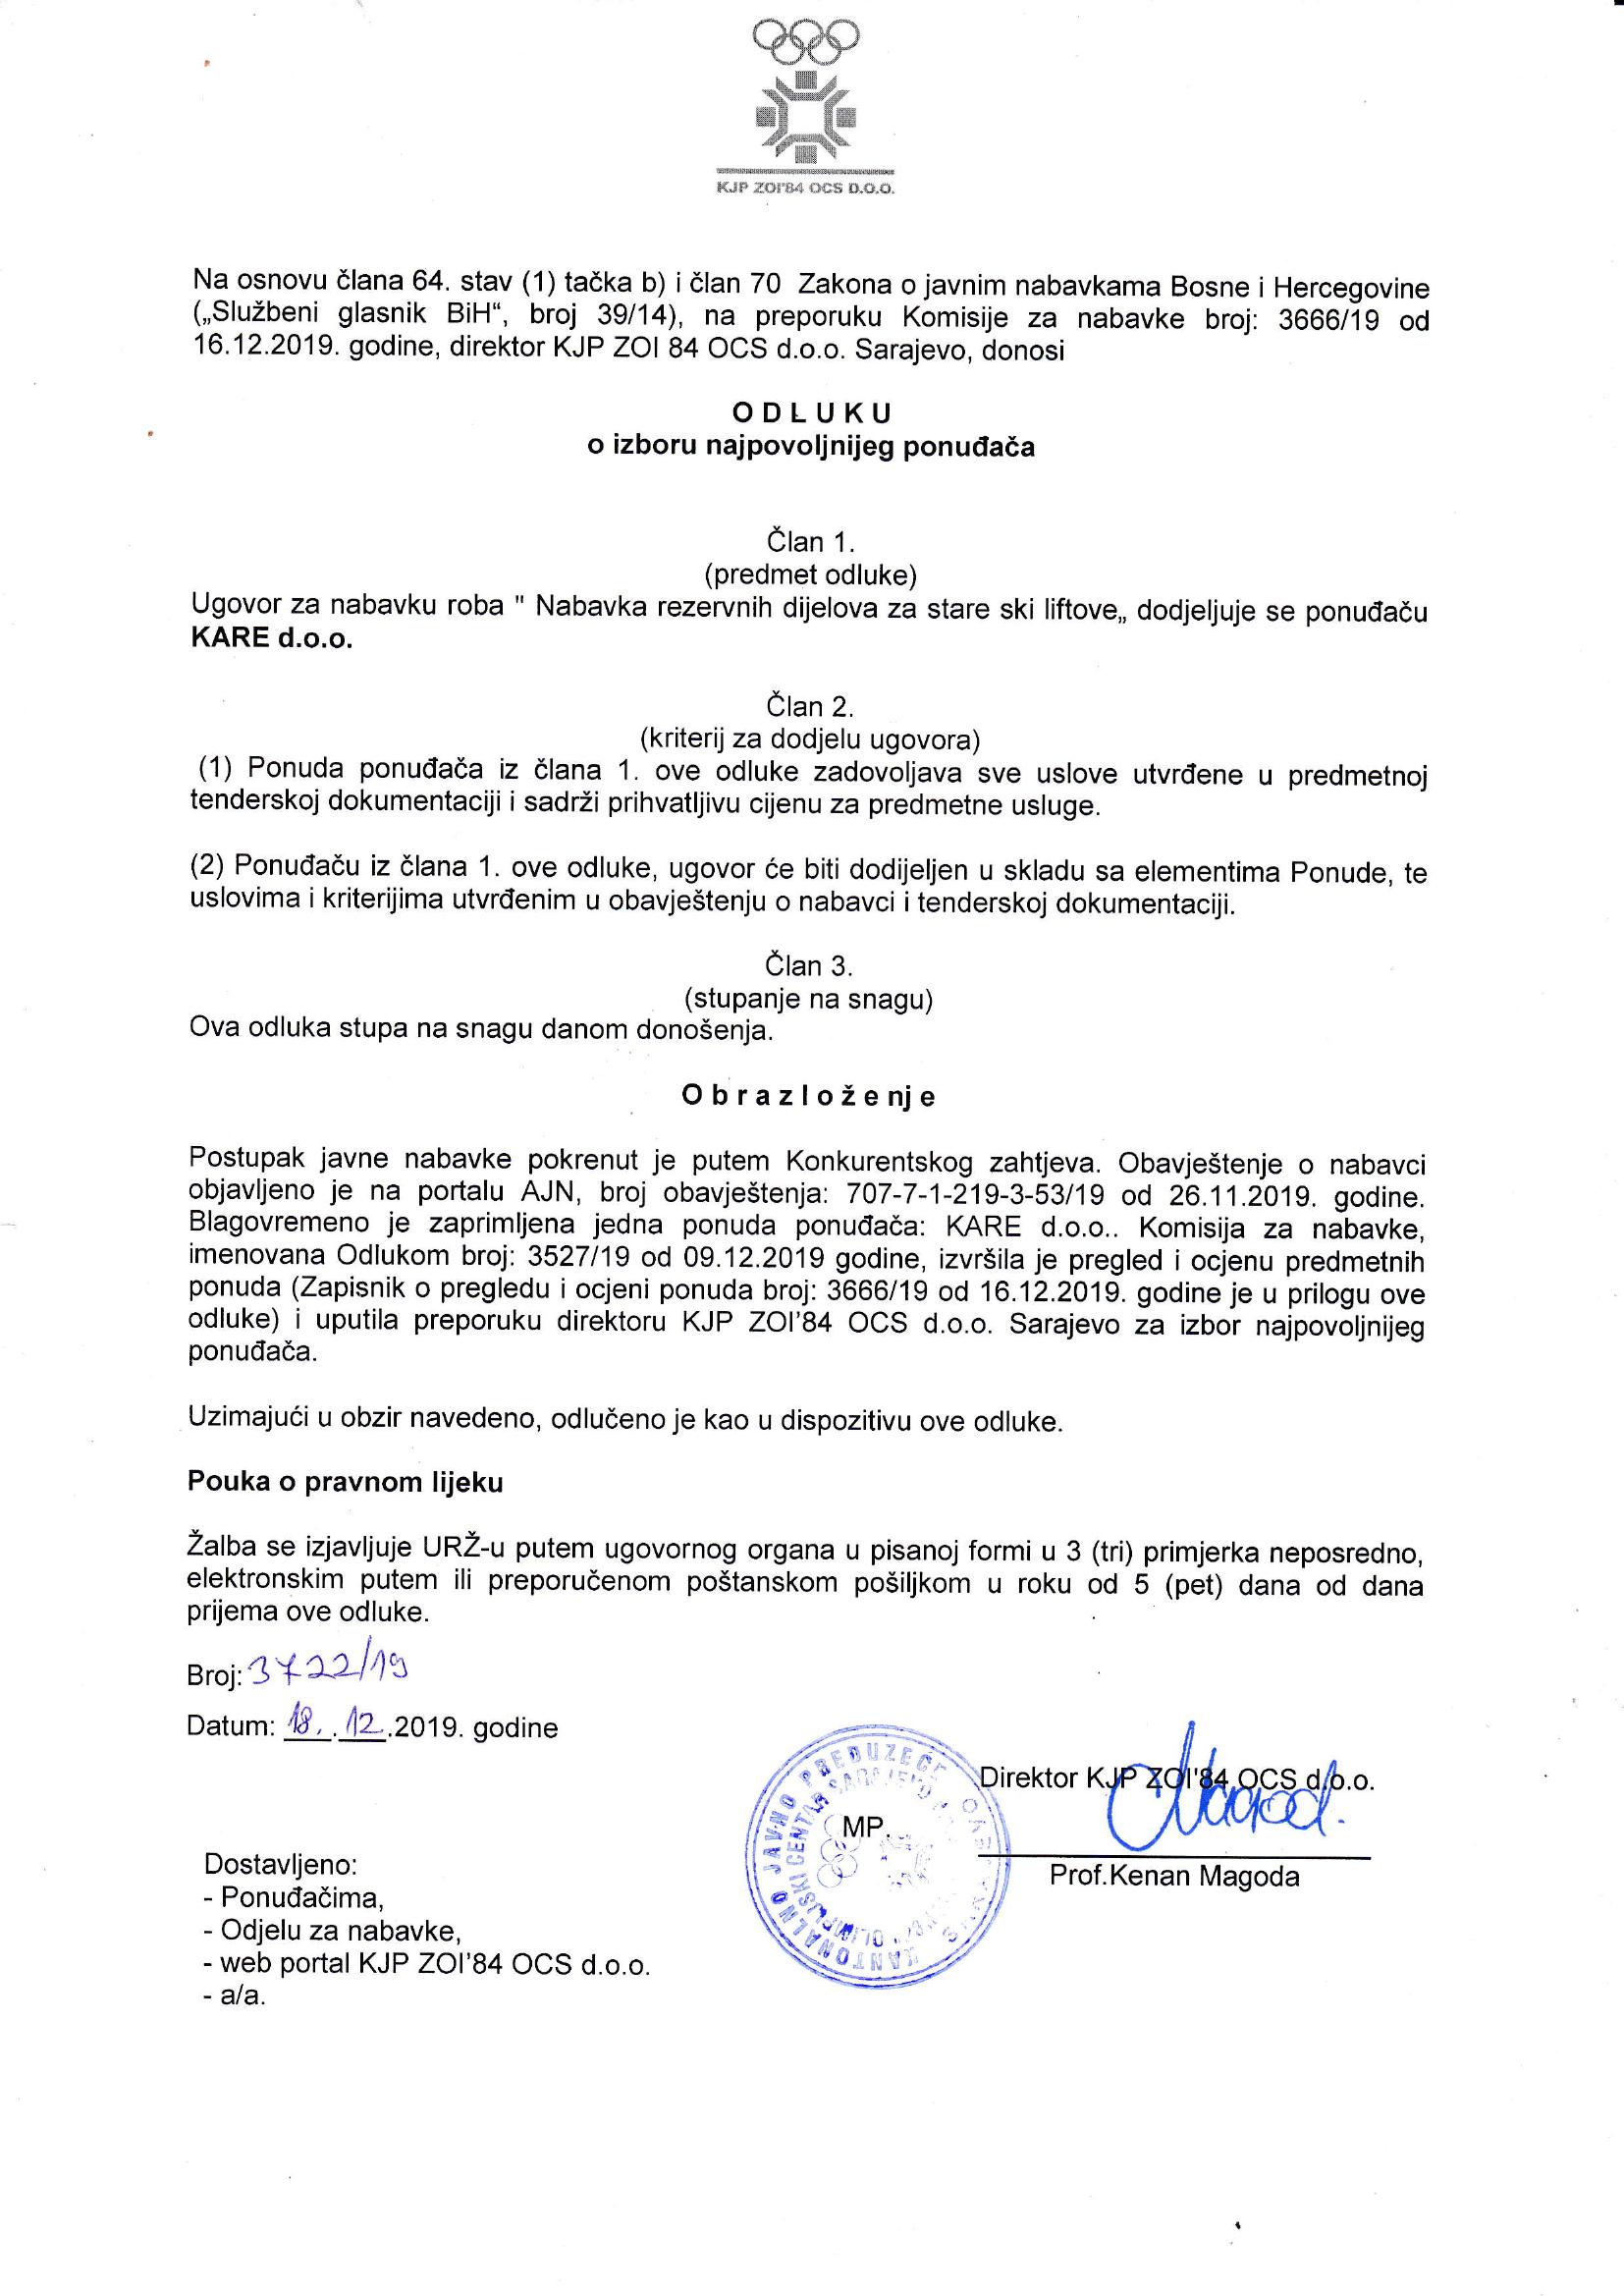 KJP ZOI'84 OCS D.O.O.
Na osnovu člana 64. stav (1) tačka b) i član 70 Zakona o javnim nabavkama Bosne i Hercegovine
(„Službeni glasnik BiH“, broj 39/14), na preporuku Komisije za nabavke broj: 3666/19 od
16.12.2019. godine, direktor KJP ZOI 84 OCS d.o.o. Sarajevo, donosi
O D L U K U
o izboru najpovoljnijeg ponuđača
Član 1.
(predmet odluke)
Ugovor za nabavku roba " Nabavka rezervnih dijelova za stare ski liftove„ dodjeljuje se ponuđaču
KARE d.o.o.
Član 2.
(kriterij za dodjelu ugovora)
(1) Ponuda ponuđača iz člana 1. ove odluke zadovoljava sve uslove utvrđene u predmetnoj
tenderskoj dokumentaciji i sadrži prihvatljivu cijenu za predmetne usluge.
(2) Ponuđaču iz člana 1. ove odluke, ugovor će biti dodijeljen u skladu sa elementima Ponude, te
uslovima i kriterijima utvrđenim u obavještenju o nabavci i tenderskoj dokumentaciji.
Član 3.
(stupanje na snagu)
Ova odluka stupa na snagu danom donošenja.
O b r a z l o ž e nj e
Postupak javne nabavke pokrenut je putem Konkurentskog zahtjeva. Obavještenje o nabavci
objavljeno je na portalu AJN, broj obavještenja: 707-7-1-219-3-53/19 od 26.11.2019. godine.
Blagovremeno je zaprimljena jedna ponuda ponuđača: KARE d.o.o.. Komisija za nabavke,
imenovana Odlukom broj: 3527/19 od 09.12.2019 godine, izvršila je pregled i ocjenu predmetnih
ponuda (Zapisnik o pregledu i ocjeni ponuda broj: 3666/19 od 16.12.2019. godine je u prilogu ove
odluke) i uputila preporuku direktoru KJP ZOI’84 OCS d.o.o. Sarajevo za izbor najpovoljnijeg
ponuđača.
Uzimajući u obzir navedeno, odlučeno je kao u dispozitivu ove odluke.
Pouka o pravnom lijeku
Žalba se izjavljuje URŽ-u putem ugovornog organa u pisanoj formi u 3 (tri) primjerka neposredno,
elektronskim putem ili preporučenom poštanskom pošiljkom u roku od 5 (pet) dana od dana
prijema ove odluke.
Broj: 3722/19
Datum: 18. . 12 .2019. godine
Direktor KJP ZOI'84 OCS d.o.o.
MP.
KANTONALNO JAVNO PREDUZEĆE
CENTAR SARAJEVO
Magoda
Prof.Kenan Magoda
Dostavljeno:
- Ponuđačima,
- Odjelu za nabavke,
- web portal KJP ZOI’84 OCS d.o.o.
- a/a.